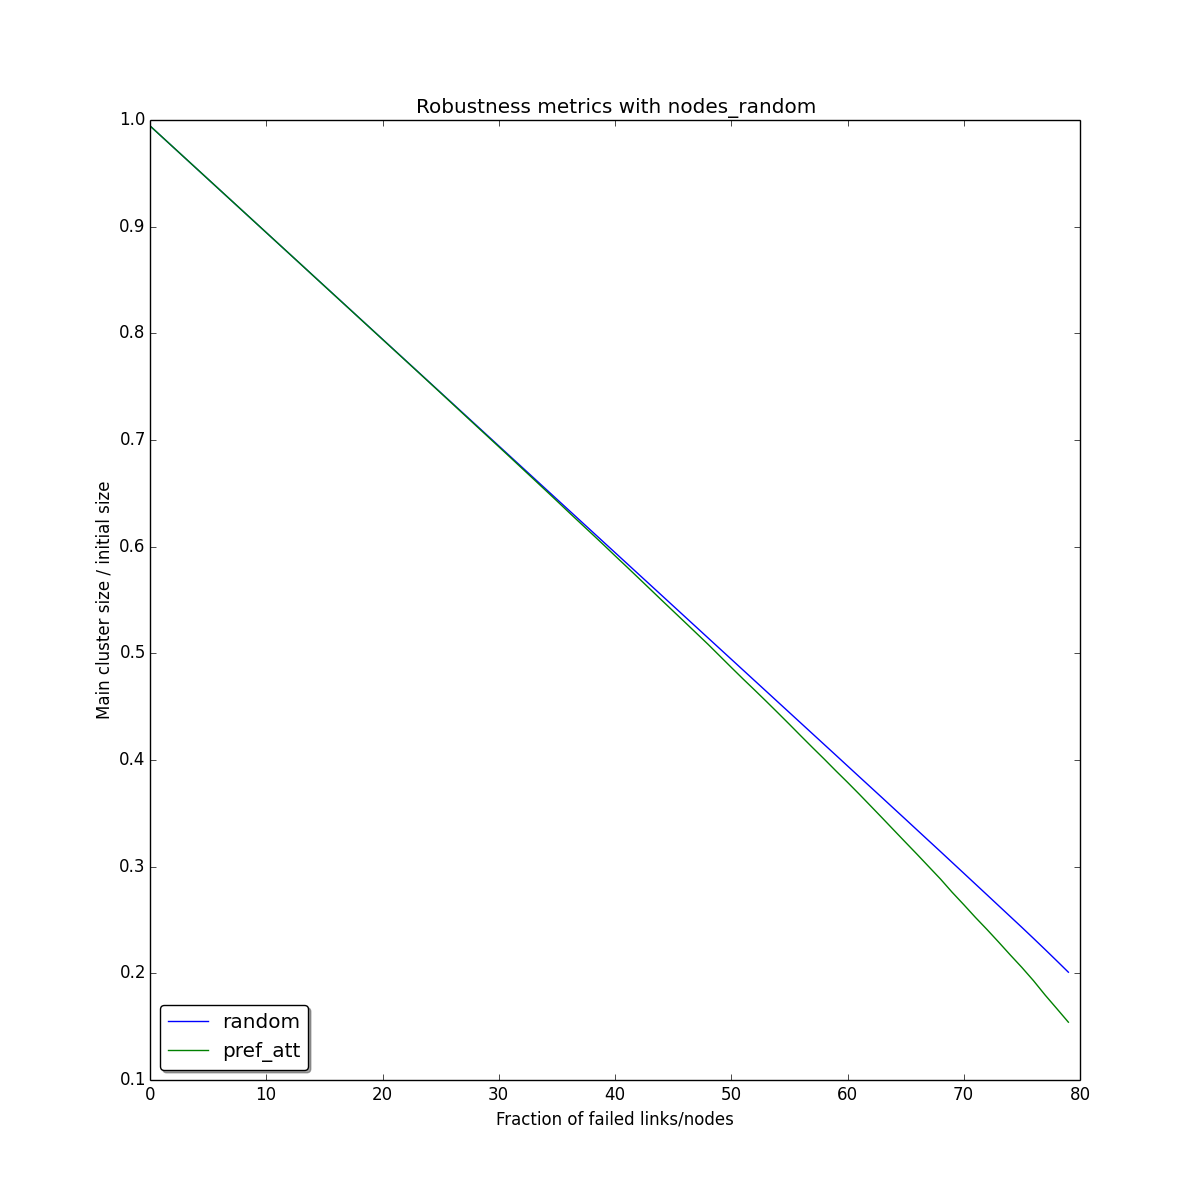 Robustness metrics with nodes_random
1.0
0.9
0.8
0.7
0.6
0.5
0.4
0.3
0.2
0.1
Main cluster size / initial size
random
pref_att
0 10 20 30 40 50 60 70 80
Fraction of failed links/nodes